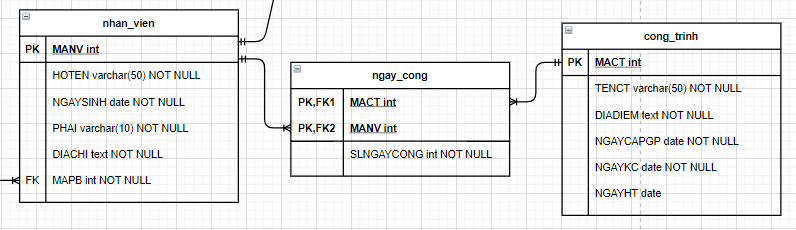 nhan_vien
PK MANV int
HOTEN varchar(50) NOT NULL
NGAYSINH date NOT NULL
PHAI varchar(10) NOT NULL
DIACHI text NOT NULL
FK MAPB int NOT NULL
ngay_cong
PK,FK1 MACT int
PK,FK2 MANV int
SLNGAYCONG int NOT NULL
cong_trinh
PK MACT int
TENCT varchar(50) NOT NULL
DIADIEM text NOT NULL
NGAYCAPGP date NOT NULL
NGAYKC date NOT NULL
NGAYHT date